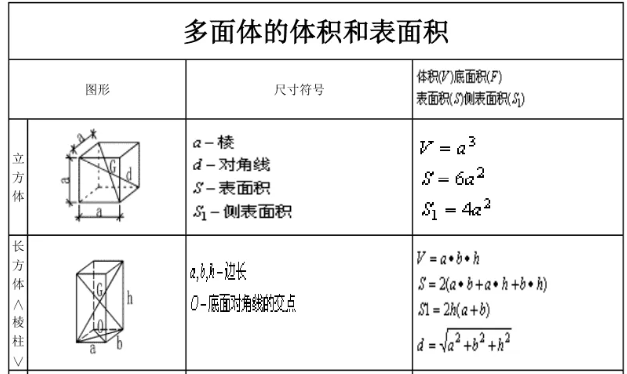 多面体的体积和表面积
图形
尺寸符号
体积(V)底面积(F)
表面积(S)侧表面积(S₁)
立方体
a
a
a
G
d
a－棱
d－对角线
S－表面积
S₁－侧表面积
V = a³
S = 6a²
S₁ = 4a²
长方体︿棱柱﹀
G
h
O
a
b
a,b,h－边长
O－底面对角线的交点
V = a•b•h
S = 2(a•b+a•h+b•h)
S1 = 2h(a+b)
d = √a²+b²+h²